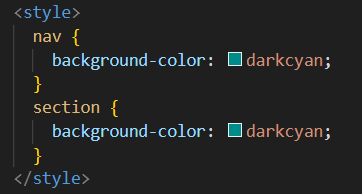 <style>
nav {
background-color: darkcyan;
}
section {
background-color: darkcyan;
}
</style>